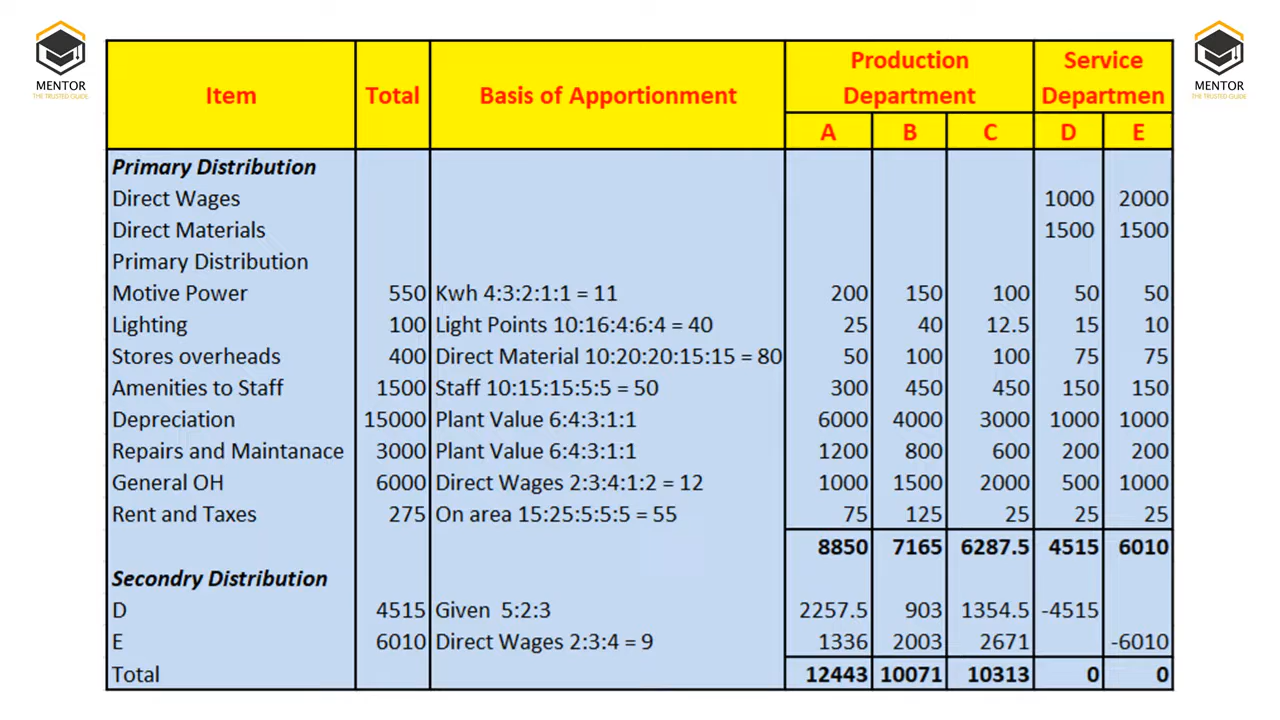 MENTOR
THE TRUSTED GUIDE
MENTOR
THE TRUSTED GUIDE
Item Total Basis of Apportionment Production Department Service Departmen
A B C D E
Primary Distribution
Direct Wages 1000 2000
Direct Materials 1500 1500
Primary Distribution
Motive Power 550 Kwh 4:3:2:1:1 = 11 200 150 100 50 50
Lighting 100 Light Points 10:16:4:6:4 = 40 25 40 12.5 15 10
Stores overheads 400 Direct Material 10:20:20:15:15 = 80 50 100 100 75 75
Amenities to Staff 1500 Staff 10:15:15:5:5 = 50 300 450 450 150 150
Depreciation 15000 Plant Value 6:4:3:1:1 6000 4000 3000 1000 1000
Repairs and Maintanace 3000 Plant Value 6:4:3:1:1 1200 800 600 200 200
General OH 6000 Direct Wages 2:3:4:1:2 = 12 1000 1500 2000 500 1000
Rent and Taxes 275 On area 15:25:5:5:5 = 55 75 125 25 25 25
8850 7165 6287.5 4515 6010
Secondry Distribution
D 4515 Given 5:2:3 2257.5 903 1354.5 -4515
E 6010 Direct Wages 2:3:4 = 9 1336 2003 2671 -6010
Total 12443 10071 10313 0 0